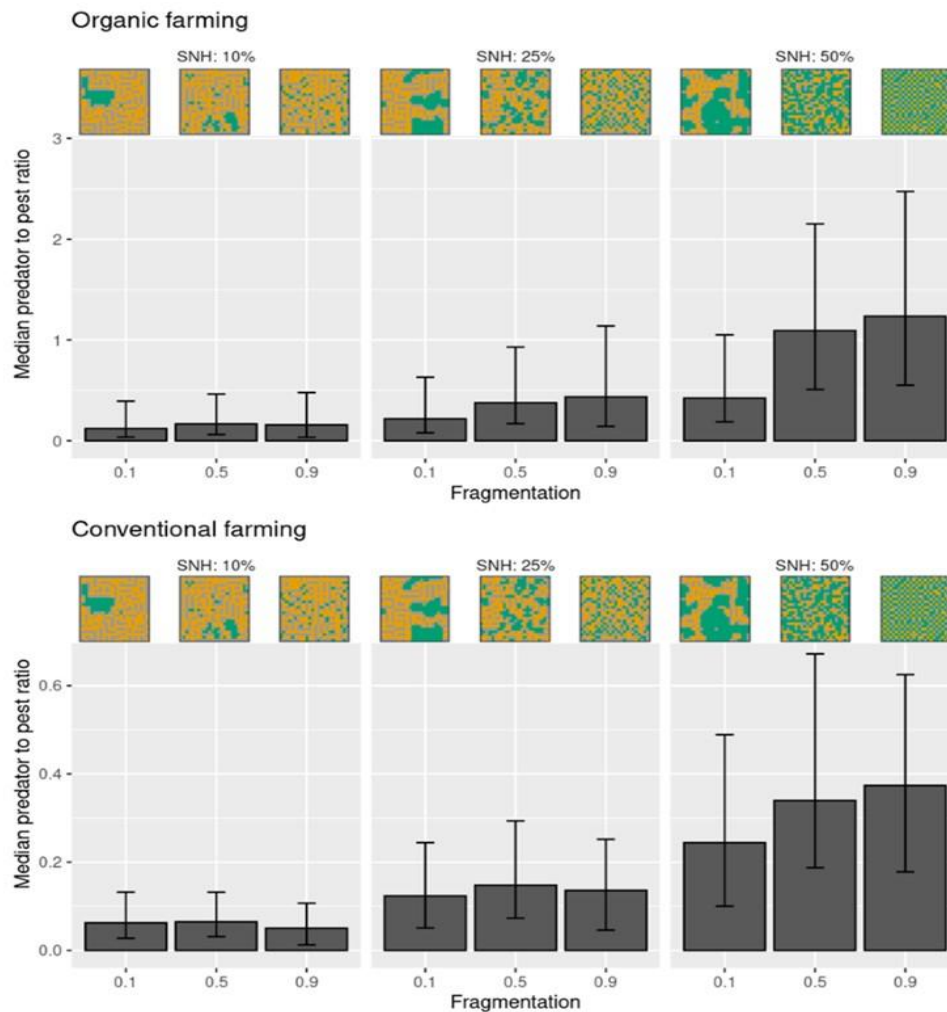 Organic farming
SNH: 10% SNH: 25% SNH: 50%
Median predator to pest ratio
3
2
1
0
0.1 0.5 0.9 0.1 0.5 0.9 0.1 0.5 0.9
Fragmentation
Conventional farming
SNH: 10% SNH: 25% SNH: 50%
Median predator to pest ratio
0.6
0.4
0.2
0.0
0.1 0.5 0.9 0.1 0.5 0.9 0.1 0.5 0.9
Fragmentation